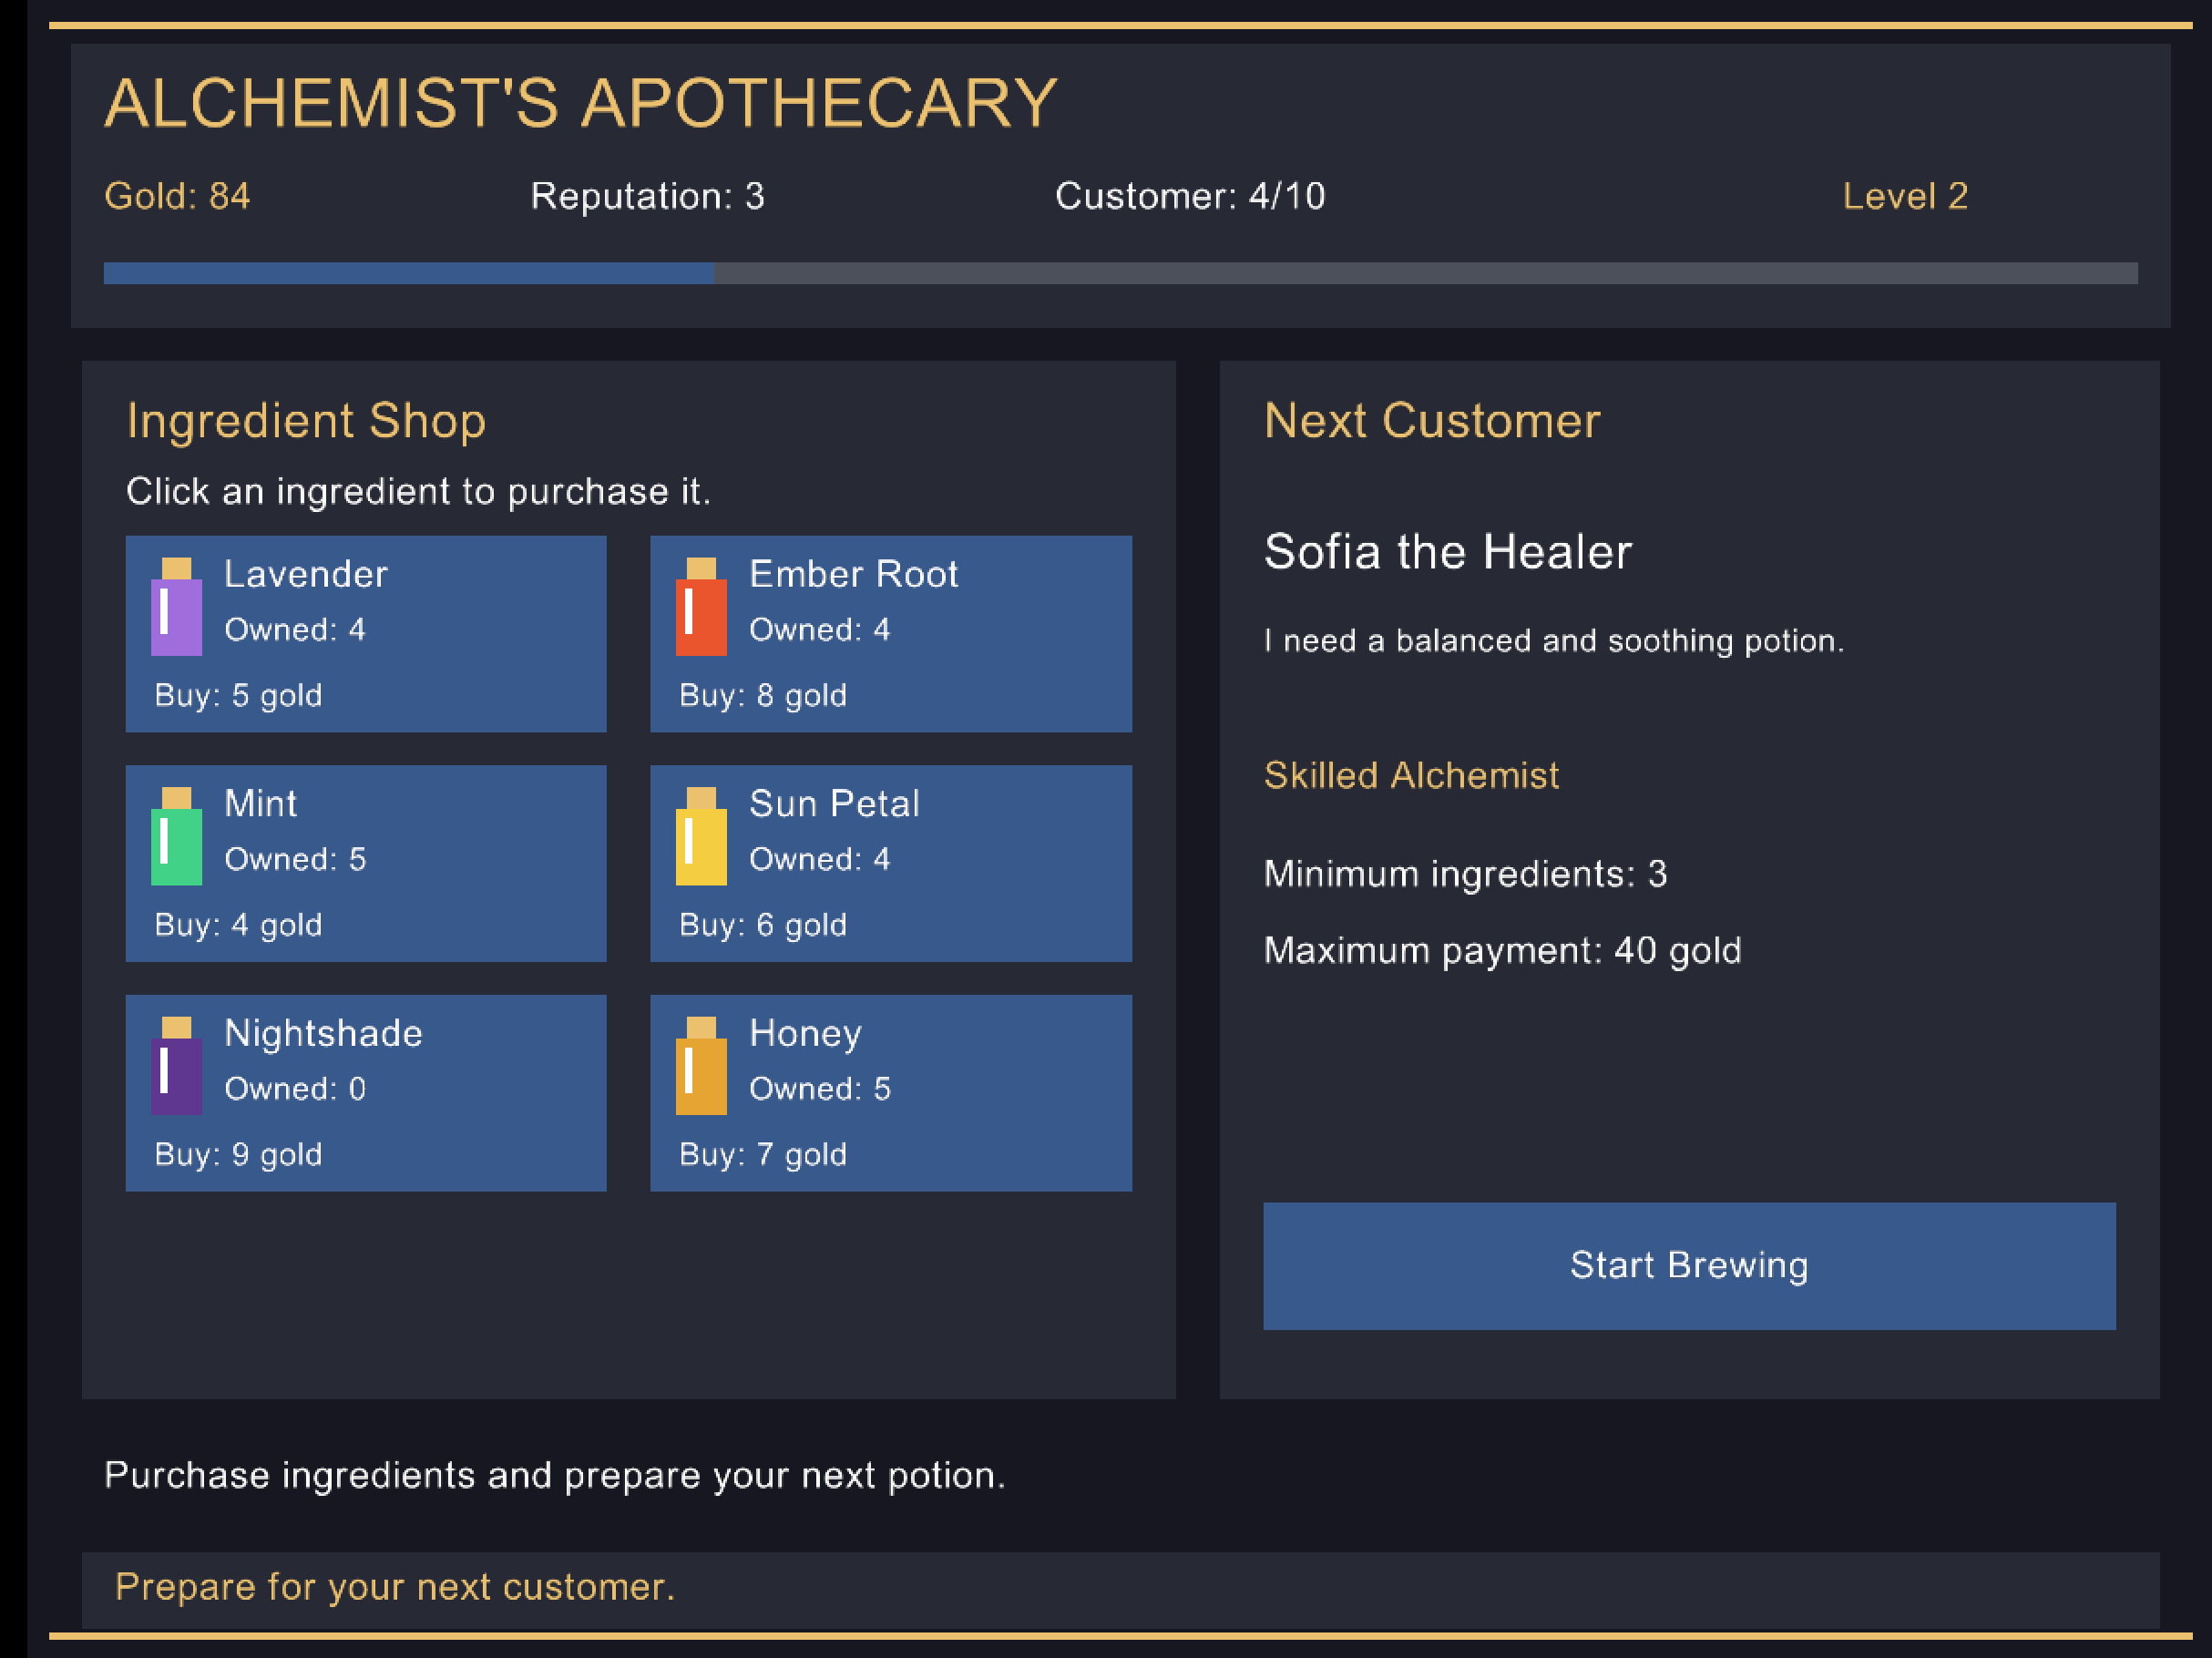 ALCHEMIST'S APOTHECARY
Gold: 84 Reputation: 3 Customer: 4/10 Level 2
Ingredient Shop
Click an ingredient to purchase it.
Lavender
Owned: 4
Buy: 5 gold
Ember Root
Owned: 4
Buy: 8 gold
Mint
Owned: 5
Buy: 4 gold
Sun Petal
Owned: 4
Buy: 6 gold
Nightshade
Owned: 0
Buy: 9 gold
Honey
Owned: 5
Buy: 7 gold
Next Customer
Sofia the Healer
I need a balanced and soothing potion.
Skilled Alchemist
Minimum ingredients: 3
Maximum payment: 40 gold
Start Brewing
Purchase ingredients and prepare your next potion.
Prepare for your next customer.